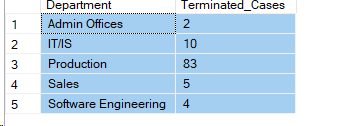 Department Terminated_Cases
1 Admin Offices 2
2 IT/IS 10
3 Production 83
4 Sales 5
5 Software Engineering 4